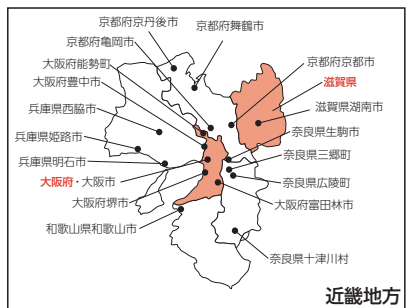 京都府京丹後市
京都府舞鶴市
京都府亀岡市
大阪府能勢町
大阪府豊中市
兵庫県西脇市
兵庫県姫路市
兵庫県明石市
大阪府・大阪市
大阪府堺市
和歌山県和歌山市
京都府京都市
滋賀県
滋賀県湖南市
奈良県生駒市
奈良県三郷町
奈良県広陵町
大阪府富田林市
奈良県十津川村
近畿地方